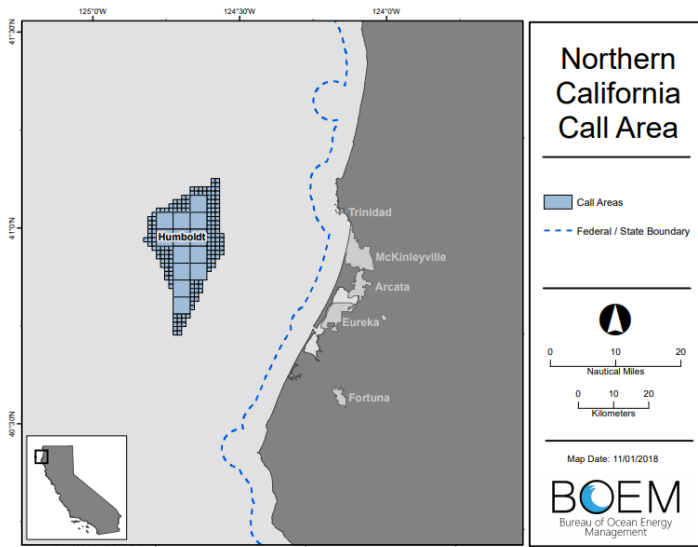 125°0'W
124°30'W
124°0'W
41°30'N
41°0'N
40°30'N
Humboldt
Trinidad
McKinleyville
Arcata
Eureka
Fortuna
Northern
California
Call Area
Call Areas
Federal / State Boundary
0 10 20
Nautical Miles
0 10 20
Kilometers
Map Date: 11/01/2018
BOEM
Bureau of Ocean Energy
Management